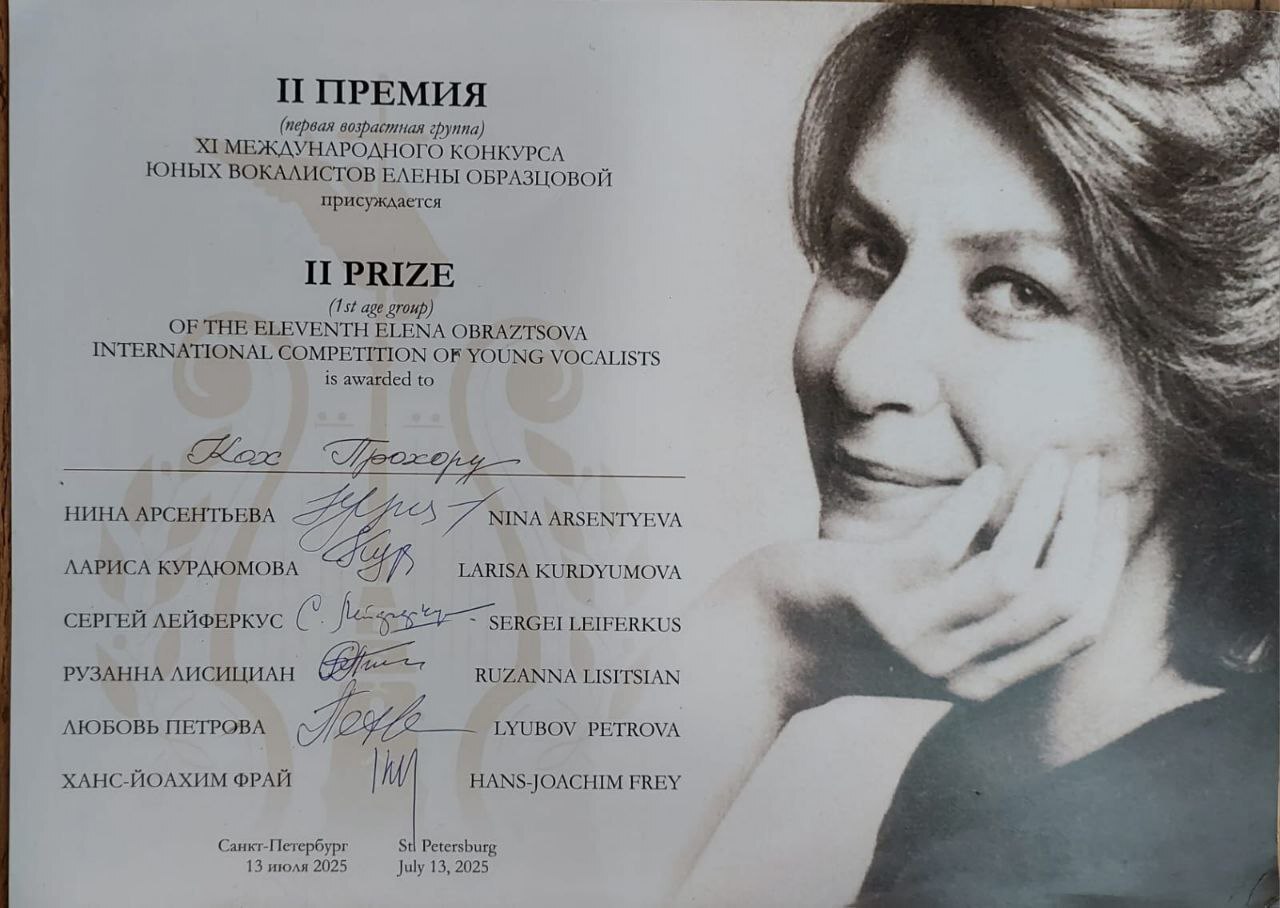 II ПРЕМИЯ
(первая возрастная группа)
XI МЕЖДУНАРОДНОГО КОНКУРСА
ЮНЫХ ВОКАЛИСТОВ ЕЛЕНЫ ОБРАЗЦОВОЙ
присуждается
II PRIZE
(1st age group)
OF THE ELEVENTH ELENA OBRAZTSOVA
INTERNATIONAL COMPETITION OF YOUNG VOCALISTS
is awarded to
Кох Прохору
НИНА АРСЕНТЬЕВА NINA ARSENTYEVA
ЛАРИСА КУРДЮМОВА LARISA KURDYUMOVA
СЕРГЕЙ ЛЕЙФЕРКУС SERGEI LEIFERKUS
РУЗАННА ЛИСИЦИАН RUZANNA LISITSIAN
ЛЮБОВЬ ПЕТРОВА LYUBOV PETROVA
ХАНС-ЙОАХИМ ФРАЙ HANS-JOACHIM FREY
Санкт-Петербург St. Petersburg
13 июля 2025 July 13, 2025